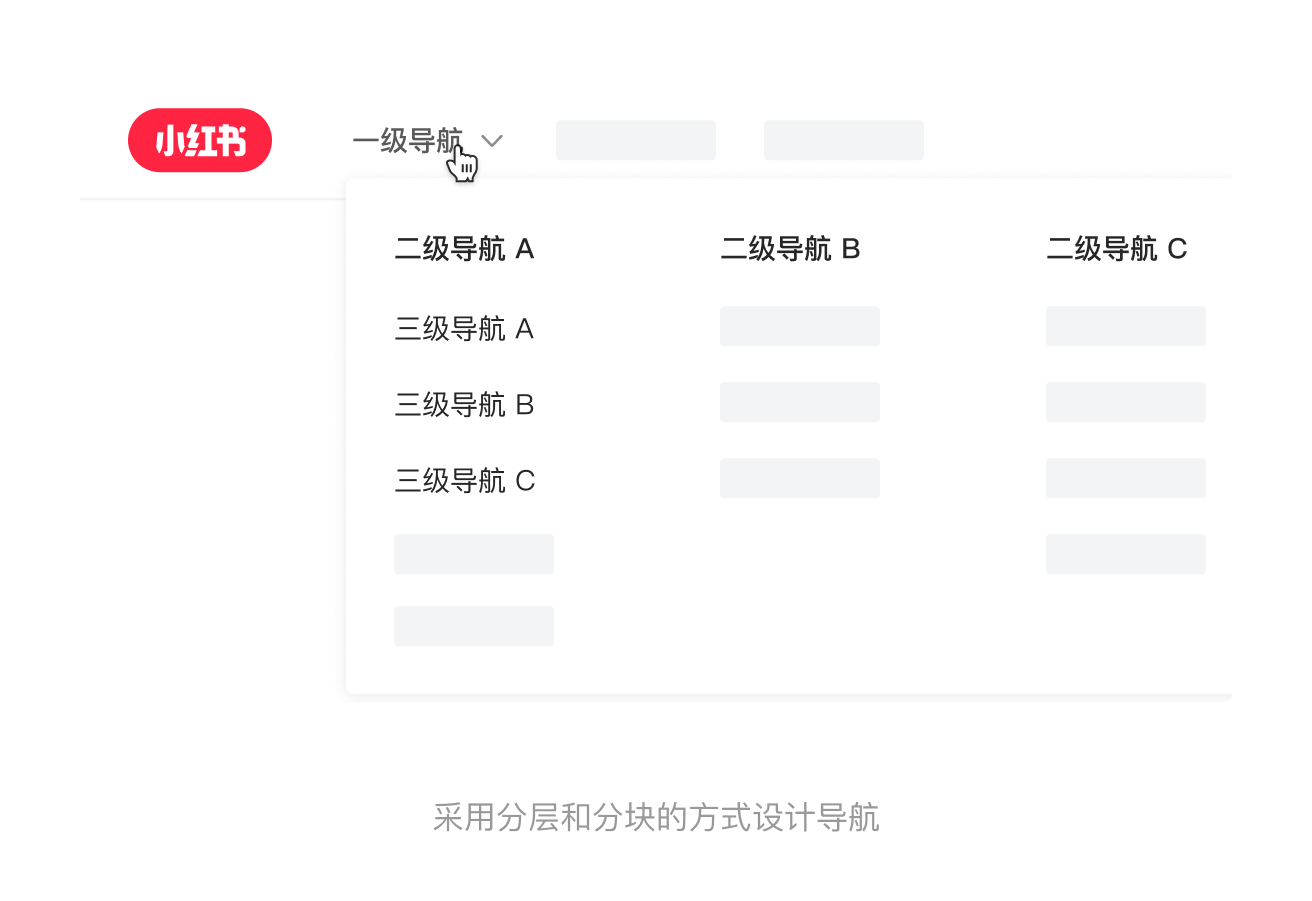 小红书
一级导航
二级导航 A
二级导航 B
二级导航 C
三级导航 A
三级导航 B
三级导航 C
采用分层和分块的方式设计导航